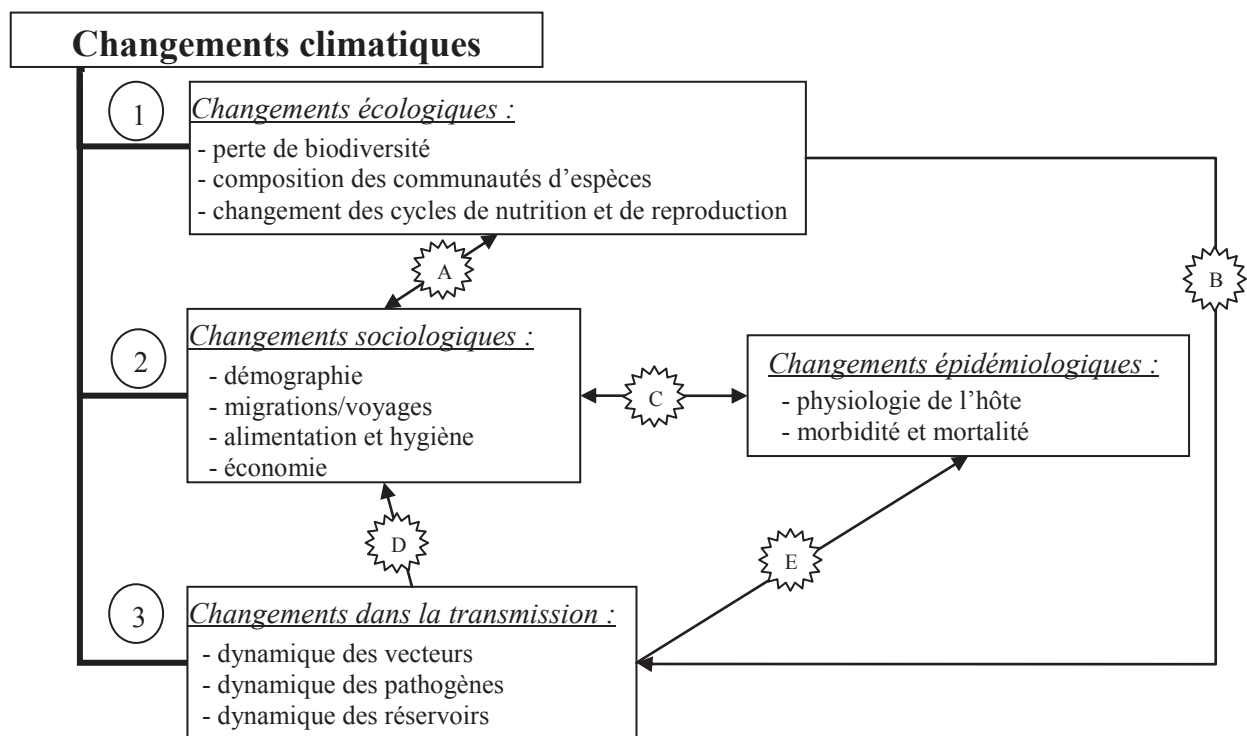 Changements climatiques
1
Changements écologiques :
- perte de biodiversité
- composition des communautés d'espèces
- changement des cycles de nutrition et de reproduction
A
B
2
Changements sociologiques :
- démographie
- migrations/voyages
- alimentation et hygiène
- économie
C
Changements épidémiologiques :
- physiologie de l'hôte
- morbidité et mortalité
D
E
3
Changements dans la transmission :
- dynamique des vecteurs
- dynamique des pathogènes
- dynamique des réservoirs